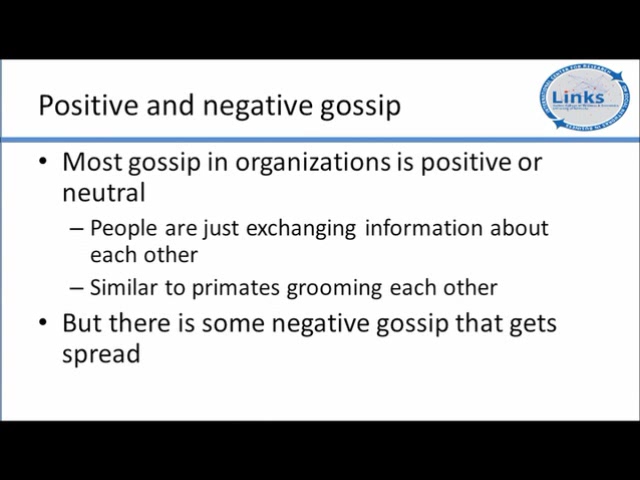 Positive and negative gossip
Links
• Most gossip in organizations is positive or
neutral
– People are just exchanging information about
each other
– Similar to primates grooming each other
• But there is some negative gossip that gets
spread